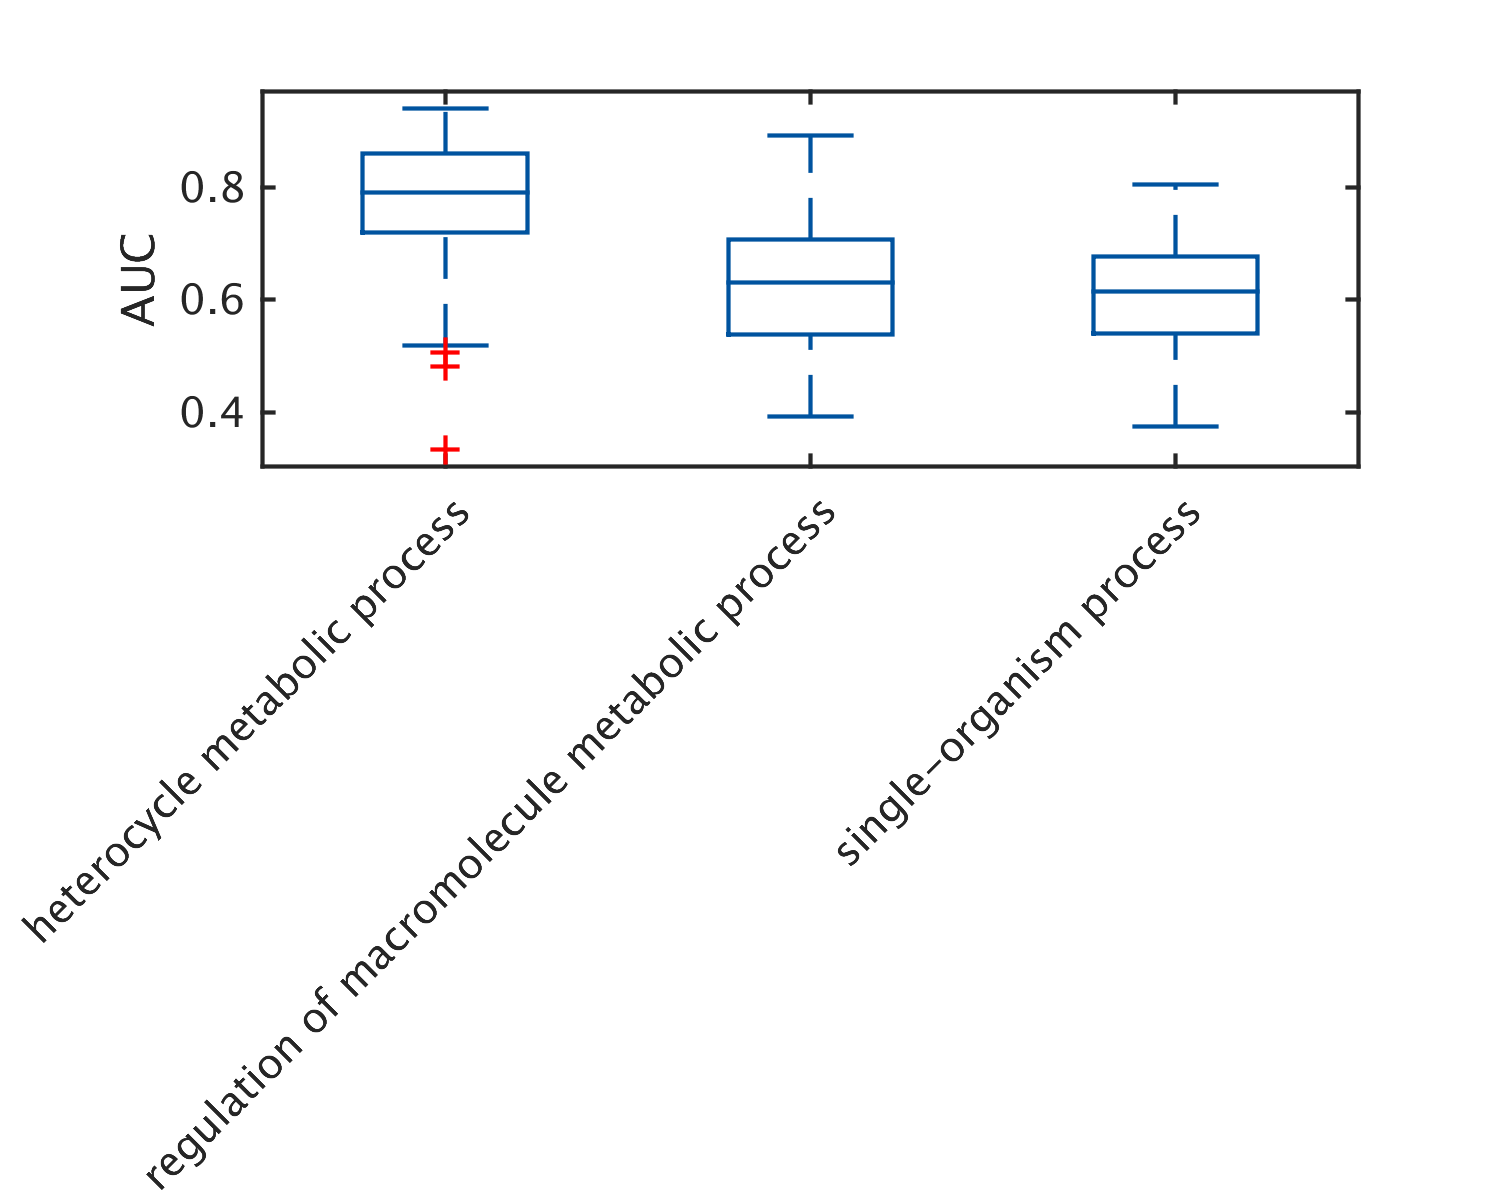 AUC
0.8
0.6
0.4
heterocycle metabolic process
regulation of macromolecule metabolic process
single−organism process